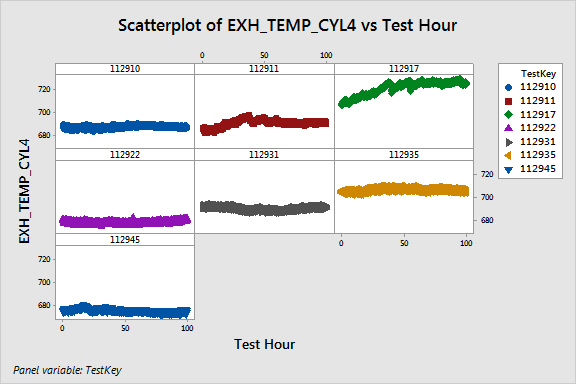 Scatterplot of EXH_TEMP_CYL4 vs Test Hour
0 50 100
112910 112911 112917
720
700
680
112922 112931 112935
720
700
680
112945
720
700
680
0 50 100 0 50 100
EXH_TEMP_CYL4
Test Hour
TestKey
112910
112911
112917
112922
112931
112935
112945
Panel variable: TestKey